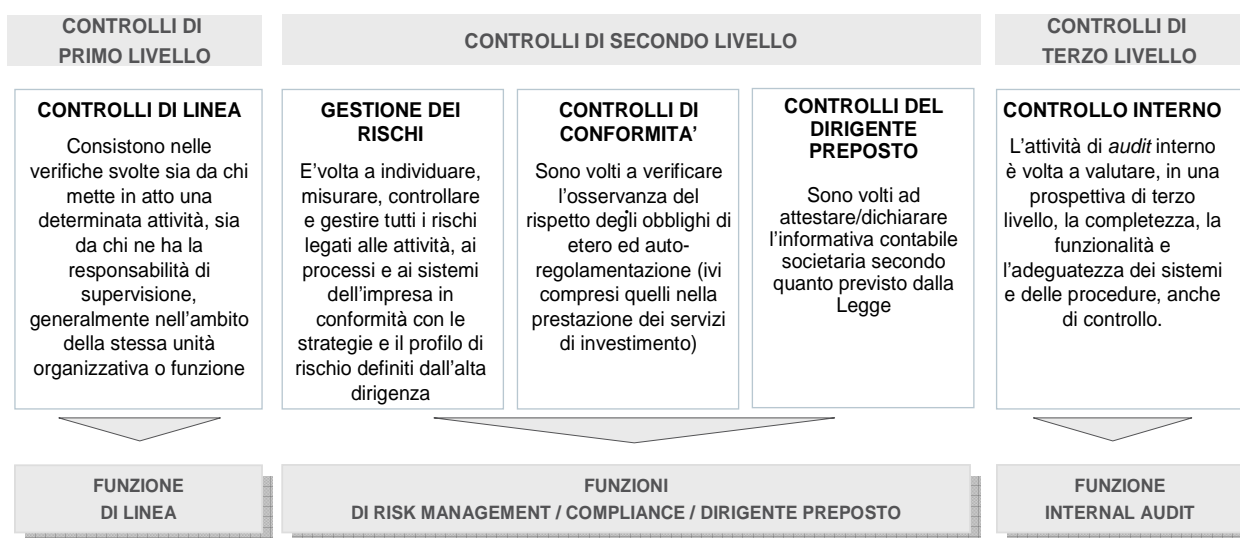 CONTROLLI DI
PRIMO LIVELLO
CONTROLLI DI SECONDO LIVELLO
CONTROLLI DI
TERZO LIVELLO
CONTROLLI DI LINEA
Consistono nelle
verifiche svolte sia da chi
mette in atto una
determinata attività, sia
da chi ne ha la
responsabilità di
supervisione,
generalmente nell'ambito
della stessa unità
organizzativa o funzione
GESTIONE DEI
RISCHI
E'volta a individuare,
misurare, controllare
e gestire tutti i rischi
legati alle attività, ai
processi e ai sistemi
dell'impresa in
conformità con le
strategie e il profilo di
rischio definiti dall'alta
dirigenza
CONTROLLI DI
CONFORMITA'
Sono volti a verificare
l'osservanza del
rispetto degli obblighi di
etero ed auto-
regolamentazione (ivi
compresi quelli nella
prestazione dei servizi
di investimento)
CONTROLLI DEL
DIRIGENTE
PREPOSTO
Sono volti ad
attestare/dichiarare
l'informativa contabile
societaria secondo
quanto previsto dalla
Legge
CONTROLLO INTERNO
L'attività di audit interno
è volta a valutare, in una
prospettiva di terzo
livello, la completezza, la
funzionalità e
l'adeguatezza dei sistemi
e delle procedure, anche
di controllo.
FUNZIONE
DI LINEA
FUNZIONI
DI RISK MANAGEMENT / COMPLIANCE / DIRIGENTE PREPOSTO
FUNZIONE
INTERNAL AUDIT